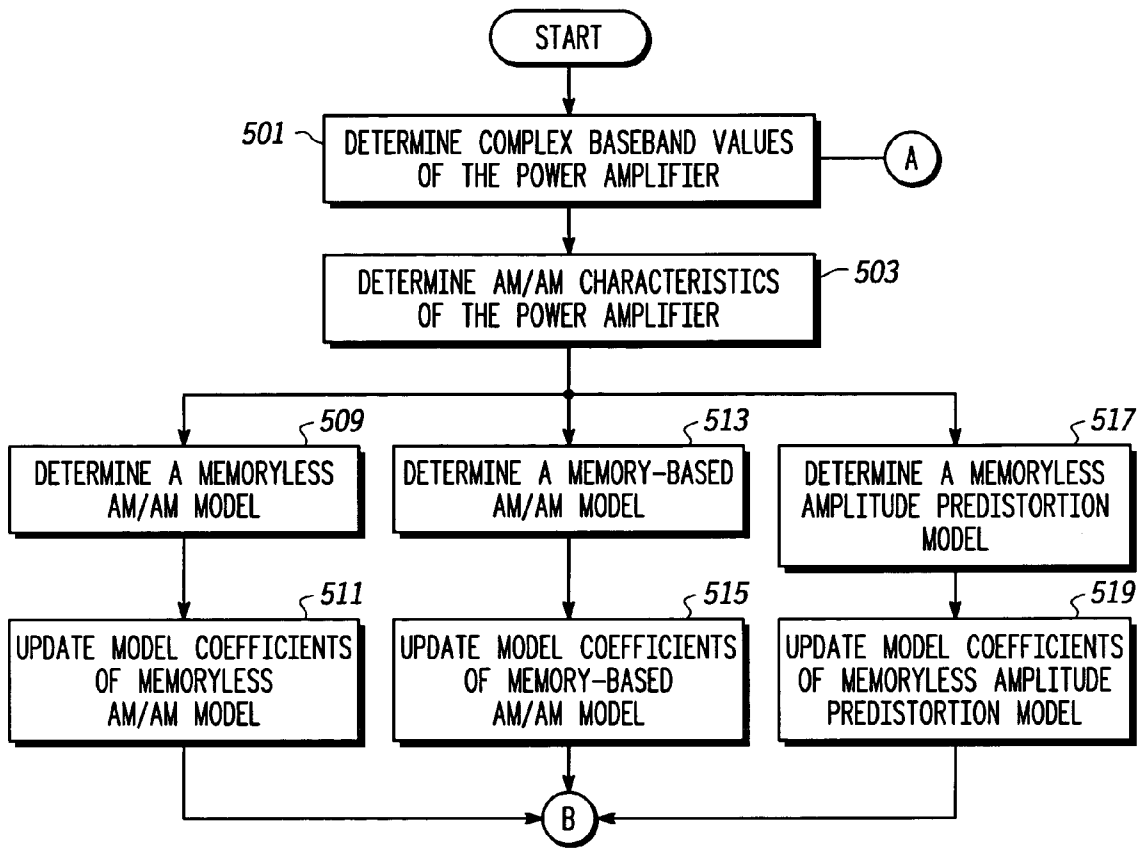 START
501
DETERMINE COMPLEX BASEBAND VALUES
OF THE POWER AMPLIFIER
A
DETERMINE AM/AM CHARACTERISTICS
OF THE POWER AMPLIFIER
503
509
DETERMINE A MEMORYLESS
AM/AM MODEL
513
DETERMINE A MEMORY-BASED
AM/AM MODEL
517
DETERMINE A MEMORYLESS
AMPLITUDE PREDISTORTION
MODEL
511
UPDATE MODEL COEFFICIENTS
OF MEMORYLESS
AM/AM MODEL
515
UPDATE MODEL COEFFICIENTS
OF MEMORY-BASED
AM/AM MODEL
519
UPDATE MODEL COEFFICIENTS
OF MEMORYLESS AMPLITUDE
PREDISTORTION MODEL
B